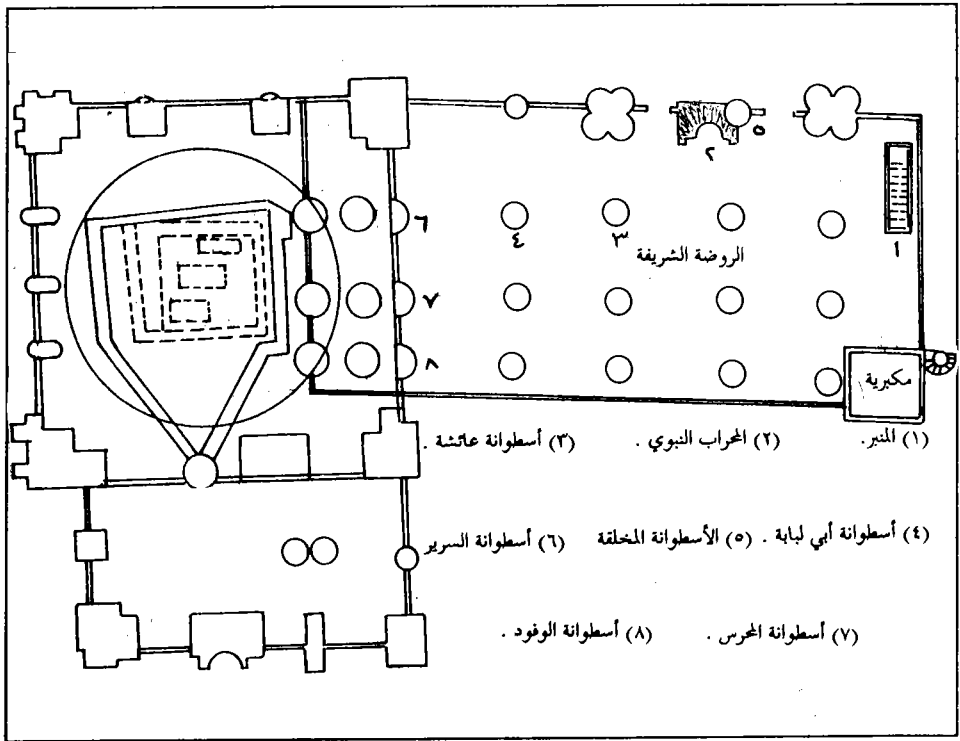 ٥
٢
١
٦
٤
٣
الروضة الشريفة
٧
٨
مكبرية
(١) المنبر. (٢) المحراب النبوي . (٣) أسطوانة عائشة .
(٤) أسطوانة أبي لبابة . (٥) الأسطوانة المخلقة (٦) أسطوانة السرير
(٧) أسطوانة المحرس . (٨) أسطوانة الوفود .